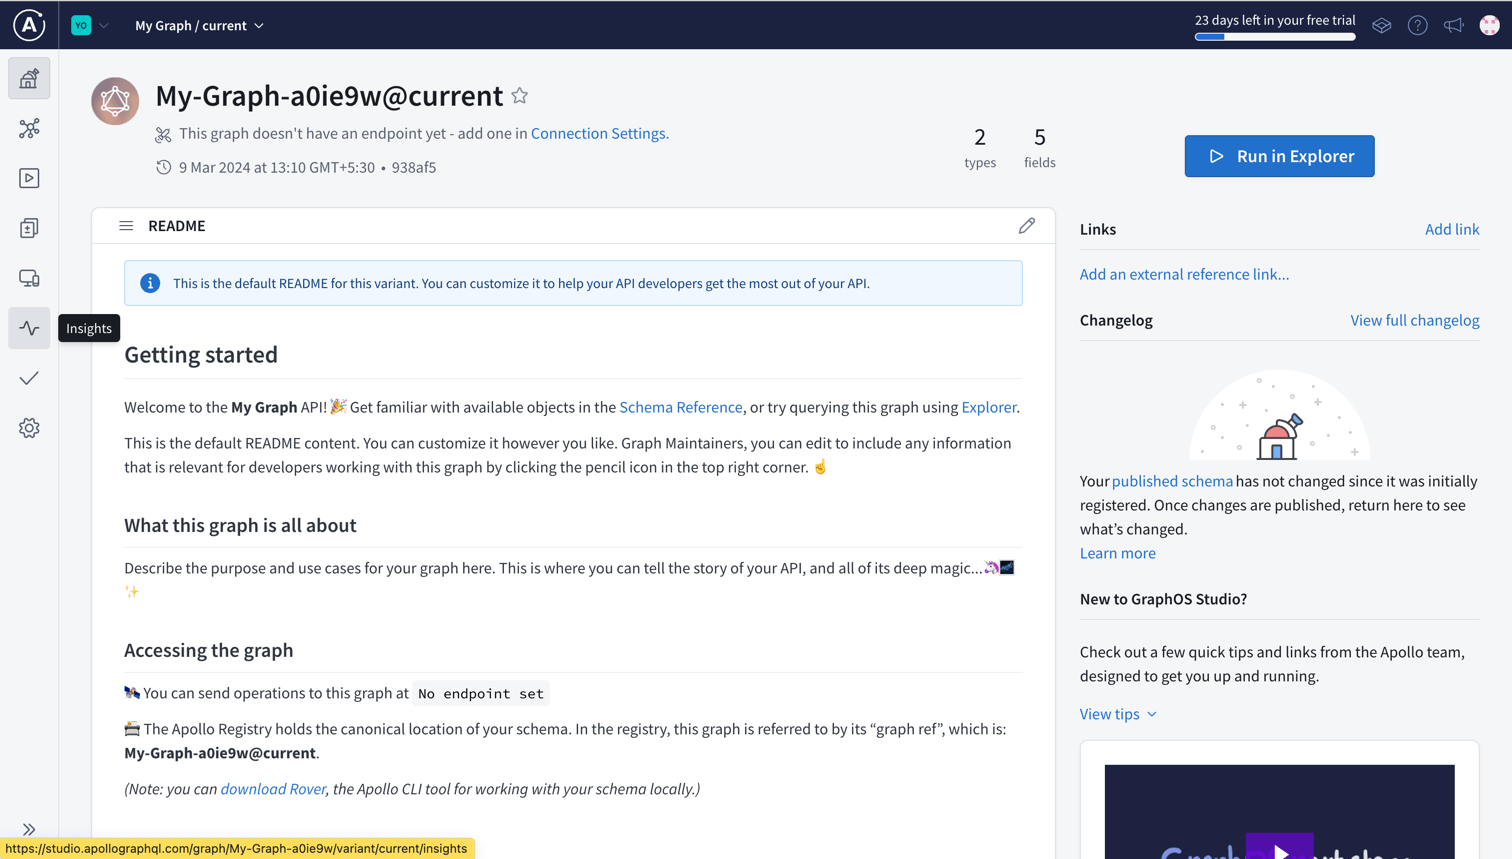 YO
My Graph / current
23 days left in your free trial
My-Graph-a0ie9w@current
This graph doesn't have an endpoint yet - add one in Connection Settings.
9 Mar 2024 at 13:10 GMT+5:30 • 938af5
2
types
5
fields
Run in Explorer
README
This is the default README for this variant. You can customize it to help your API developers get the most out of your API.
Insights
Getting started
Welcome to the My Graph API! 🎉 Get familiar with available objects in the Schema Reference, or try querying this graph using Explorer.
This is the default README content. You can customize it however you like. Graph Maintainers, you can edit to include any information
that is relevant for developers working with this graph by clicking the pencil icon in the top right corner. ☝️
What this graph is all about
Describe the purpose and use cases for your graph here. This is where you can tell the story of your API, and all of its deep magic...🦄🌌
✨
Accessing the graph
🛰️ You can send operations to this graph at No endpoint set
📇 The Apollo Registry holds the canonical location of your schema. In the registry, this graph is referred to by its “graph ref”, which is:
My-Graph-a0ie9w@current.
(Note: you can download Rover, the Apollo CLI tool for working with your schema locally.)
Links
Add link
Add an external reference link...
Changelog
View full changelog
Your published schema has not changed since it was initially
registered. Once changes are published, return here to see
what’s changed.
Learn more
New to GraphOS Studio?
Check out a few quick tips and links from the Apollo team,
designed to get you up and running.
View tips
https://studio.apollographql.com/graph/My-Graph-a0ie9w/variant/current/insights